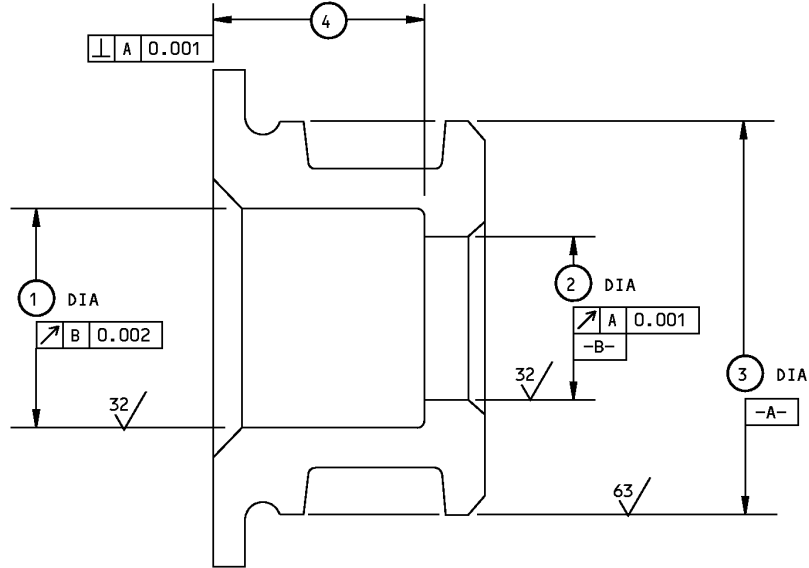 4
⊥ A 0.001
1 DIA
↗ B 0.002
32
2 DIA
↗ A 0.001
-B-
32
3 DIA
-A-
63